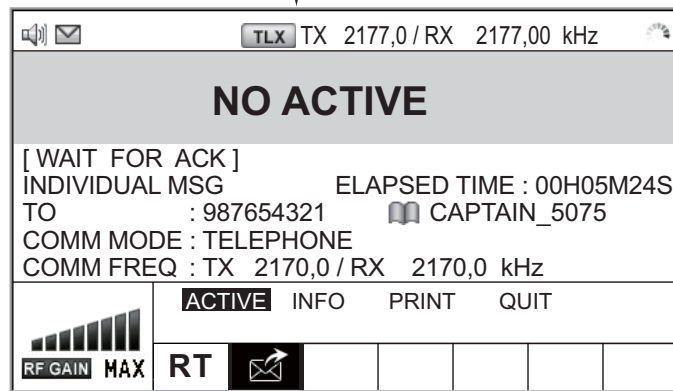 TLX TX 2177,0 / RX 2177,00 kHz
NO ACTIVE
[ WAIT FOR ACK ]
INDIVIDUAL MSG ELAPSED TIME : 00H05M24S
TO : 987654321 CAPTAIN_5075
COMM MODE : TELEPHONE
COMM FREQ : TX 2170,0 / RX 2170,0 kHz
ACTIVE INFO PRINT QUIT
RF GAIN MAX RT